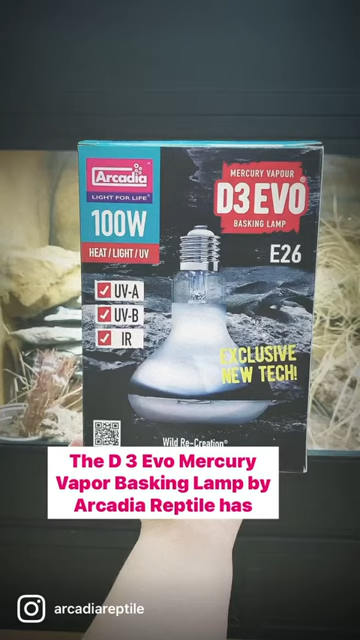 Arcadia
LIGHT FOR LIFE
100W
HEAT / LIGHT / UV
MERCURY VAPOUR
D3 EVO®
BASKING LAMP
E26
UV-A
UV-B
IR
EXCLUSIVE
NEW TECH!
Wild Re-Creation®
The D 3 Evo Mercury
Vapor Basking Lamp by
Arcadia Reptile has
arcadiareptile